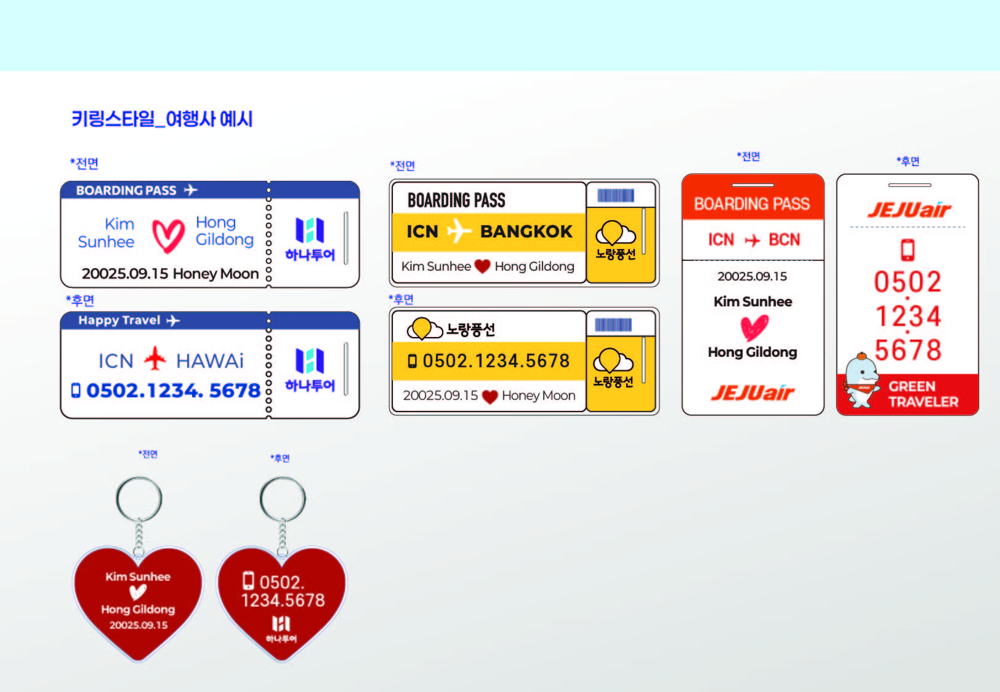 키링스타일_여행사 예시
*전면
BOARDING PASS
Kim Sunhee
Hong Gildong
20025.09.15 Honey Moon
하나투어
*후면
Happy Travel
ICN HAWAi
0502.1234. 5678
하나투어
*전면
BOARDING PASS
ICN BANGKOK
Kim Sunhee Hong Gildong
노랑풍선
*후면
노랑풍선
0502.1234.5678
20025.09.15 Honey Moon
노랑풍선
*전면
BOARDING PASS
ICN BCN
20025.09.15
Kim Sunhee
Hong Gildong
JEJUair
*후면
JEJUair
0502
.
1234
.
5678
GREEN
TRAVELER
*전면
Kim Sunhee
Hong Gildong
20025.09.15
*후면
0502.
1234.5678
하나투어